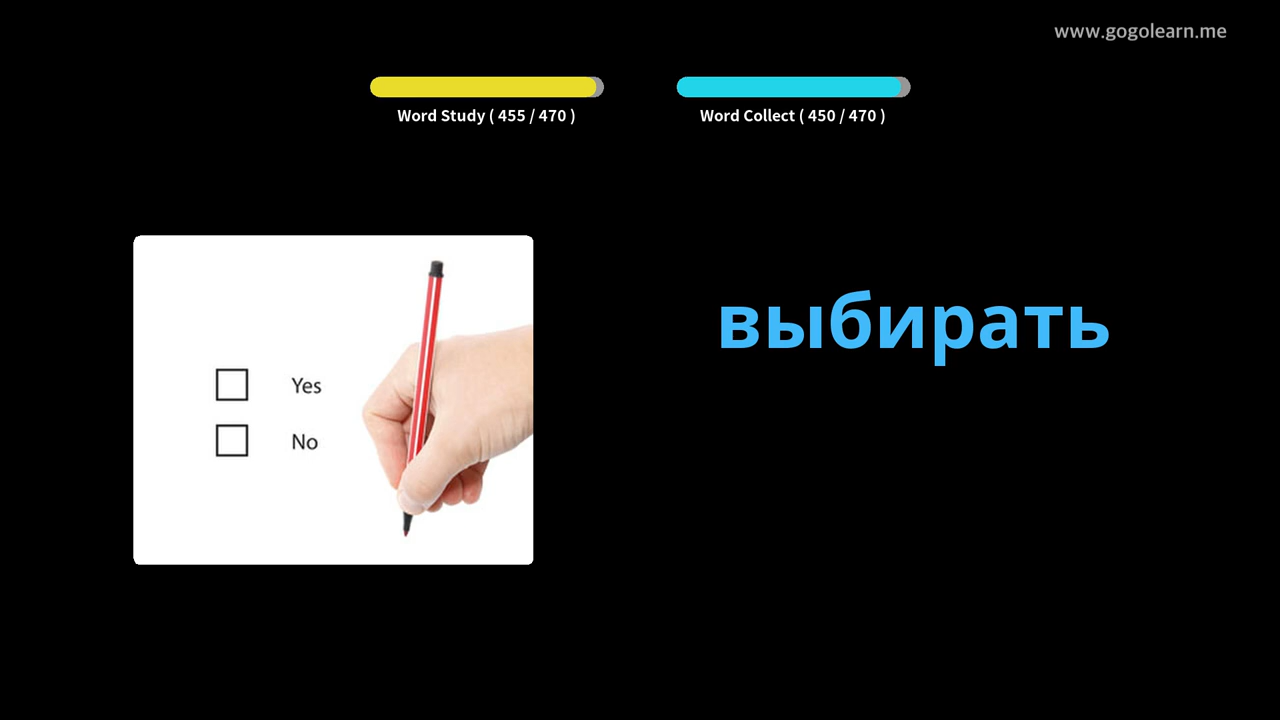 www.gogolearn.me
Word Study ( 455 / 470 )
Word Collect ( 450 / 470 )
выбирать
Yes
No